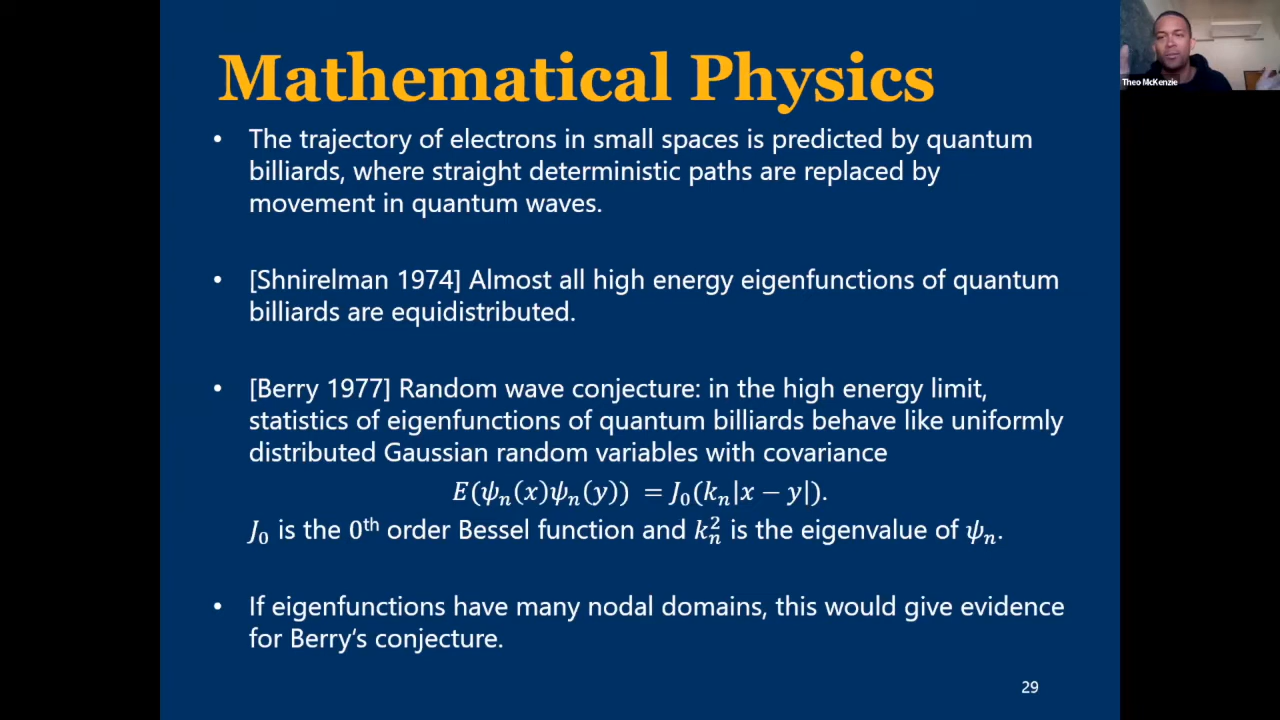 Mathematical Physics
• The trajectory of electrons in small spaces is predicted by quantum
billiards, where straight deterministic paths are replaced by
movement in quantum waves.
• [Shnirelman 1974] Almost all high energy eigenfunctions of quantum
billiards are equidistributed.
• [Berry 1977] Random wave conjecture: in the high energy limit,
statistics of eigenfunctions of quantum billiards behave like uniformly
distributed Gaussian random variables with covariance
E(ψₙ(x)ψₙ(y)) = J₀(kₙ|x − y|).
J₀ is the 0ᵗʰ order Bessel function and kₙ² is the eigenvalue of ψₙ.
• If eigenfunctions have many nodal domains, this would give evidence
for Berry‘s conjecture.
29
Theo McKenzie